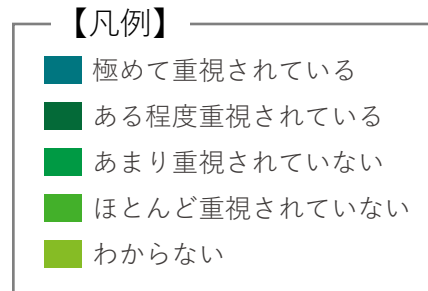 【凡例】
極めて重視されている
ある程度重視されている
あまり重視されていない
ほとんど重視されていない
わからない